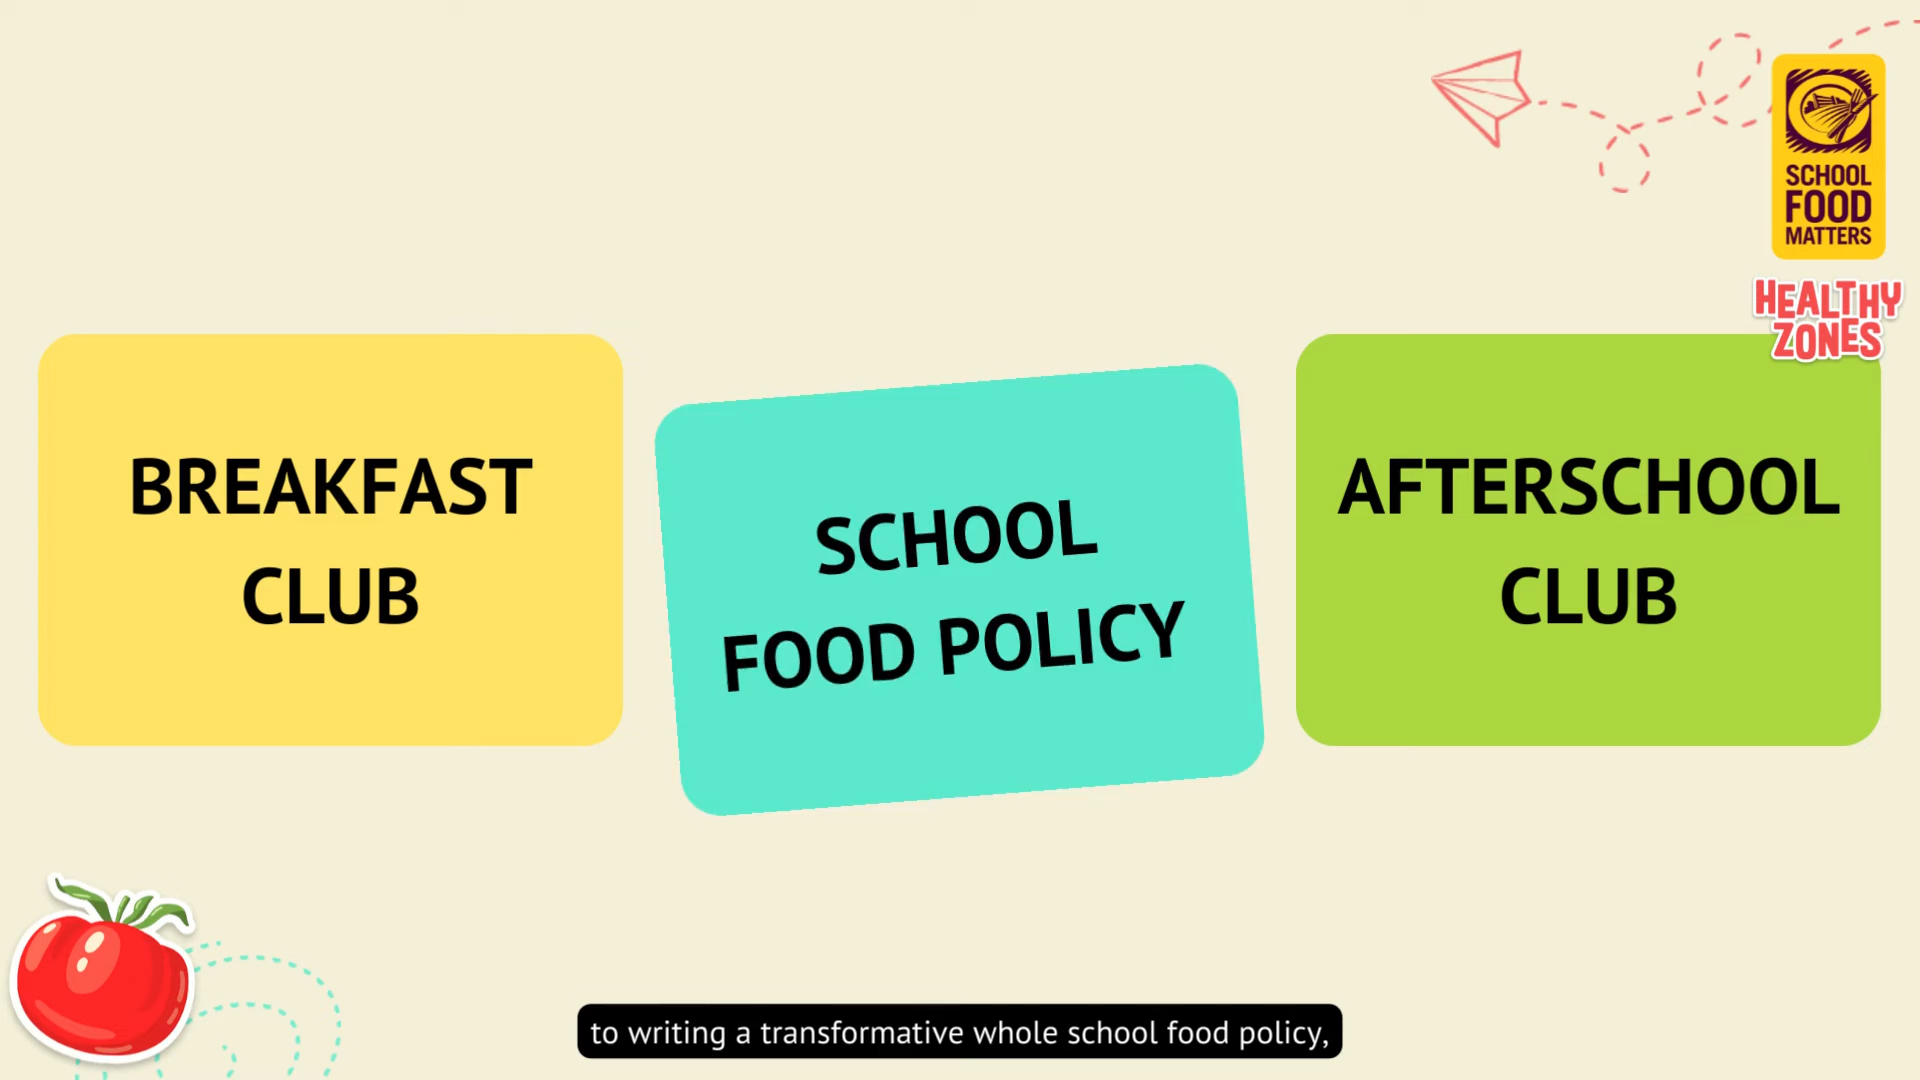 SCHOOL
FOOD
MATTERS
HEALTHY
ZONES
BREAKFAST
CLUB
SCHOOL
FOOD POLICY
AFTERSCHOOL
CLUB
to writing a transformative whole school food policy,